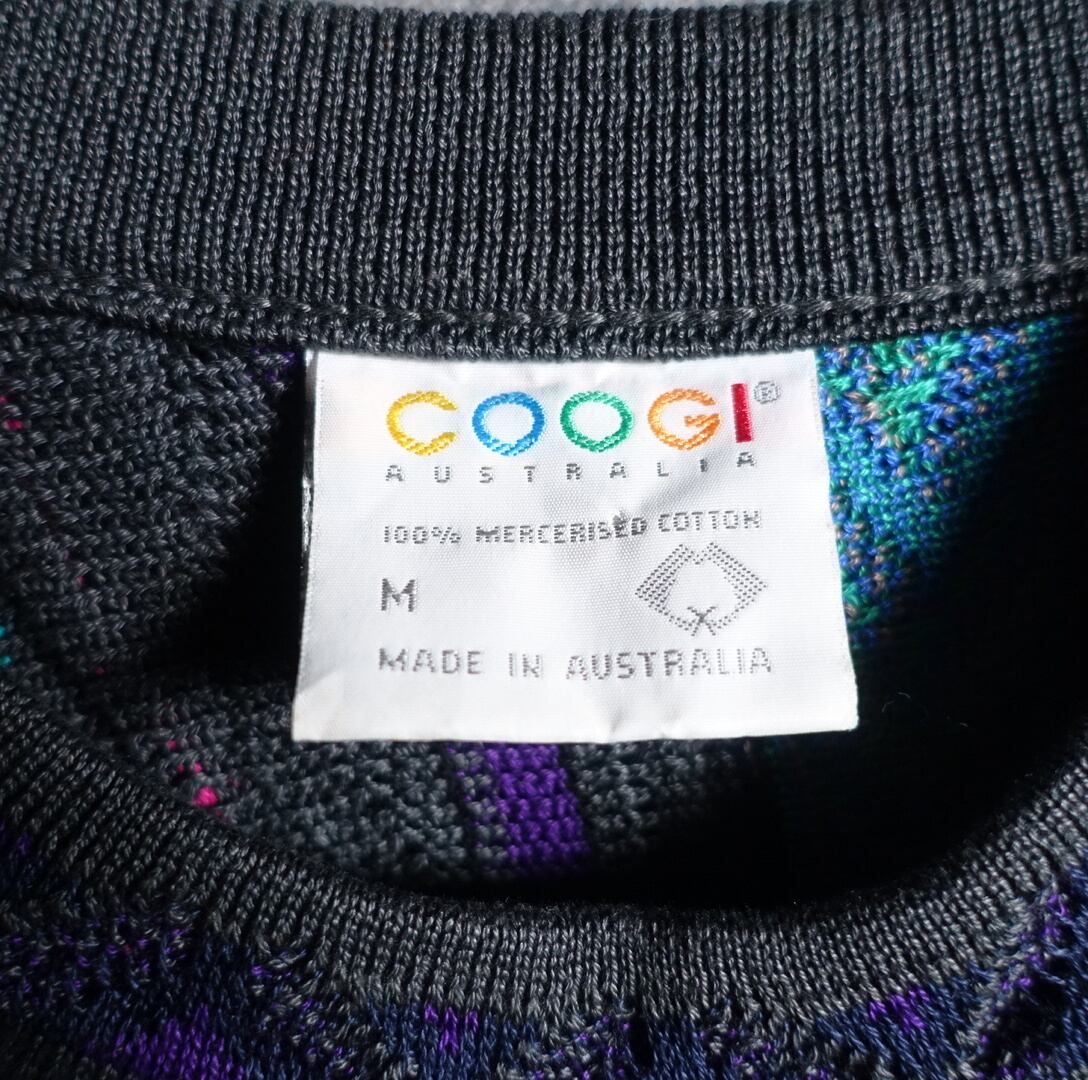 COOGI®
AUSTRALIA
100% MERCERISED COTTON
M
MADE IN AUSTRALIA